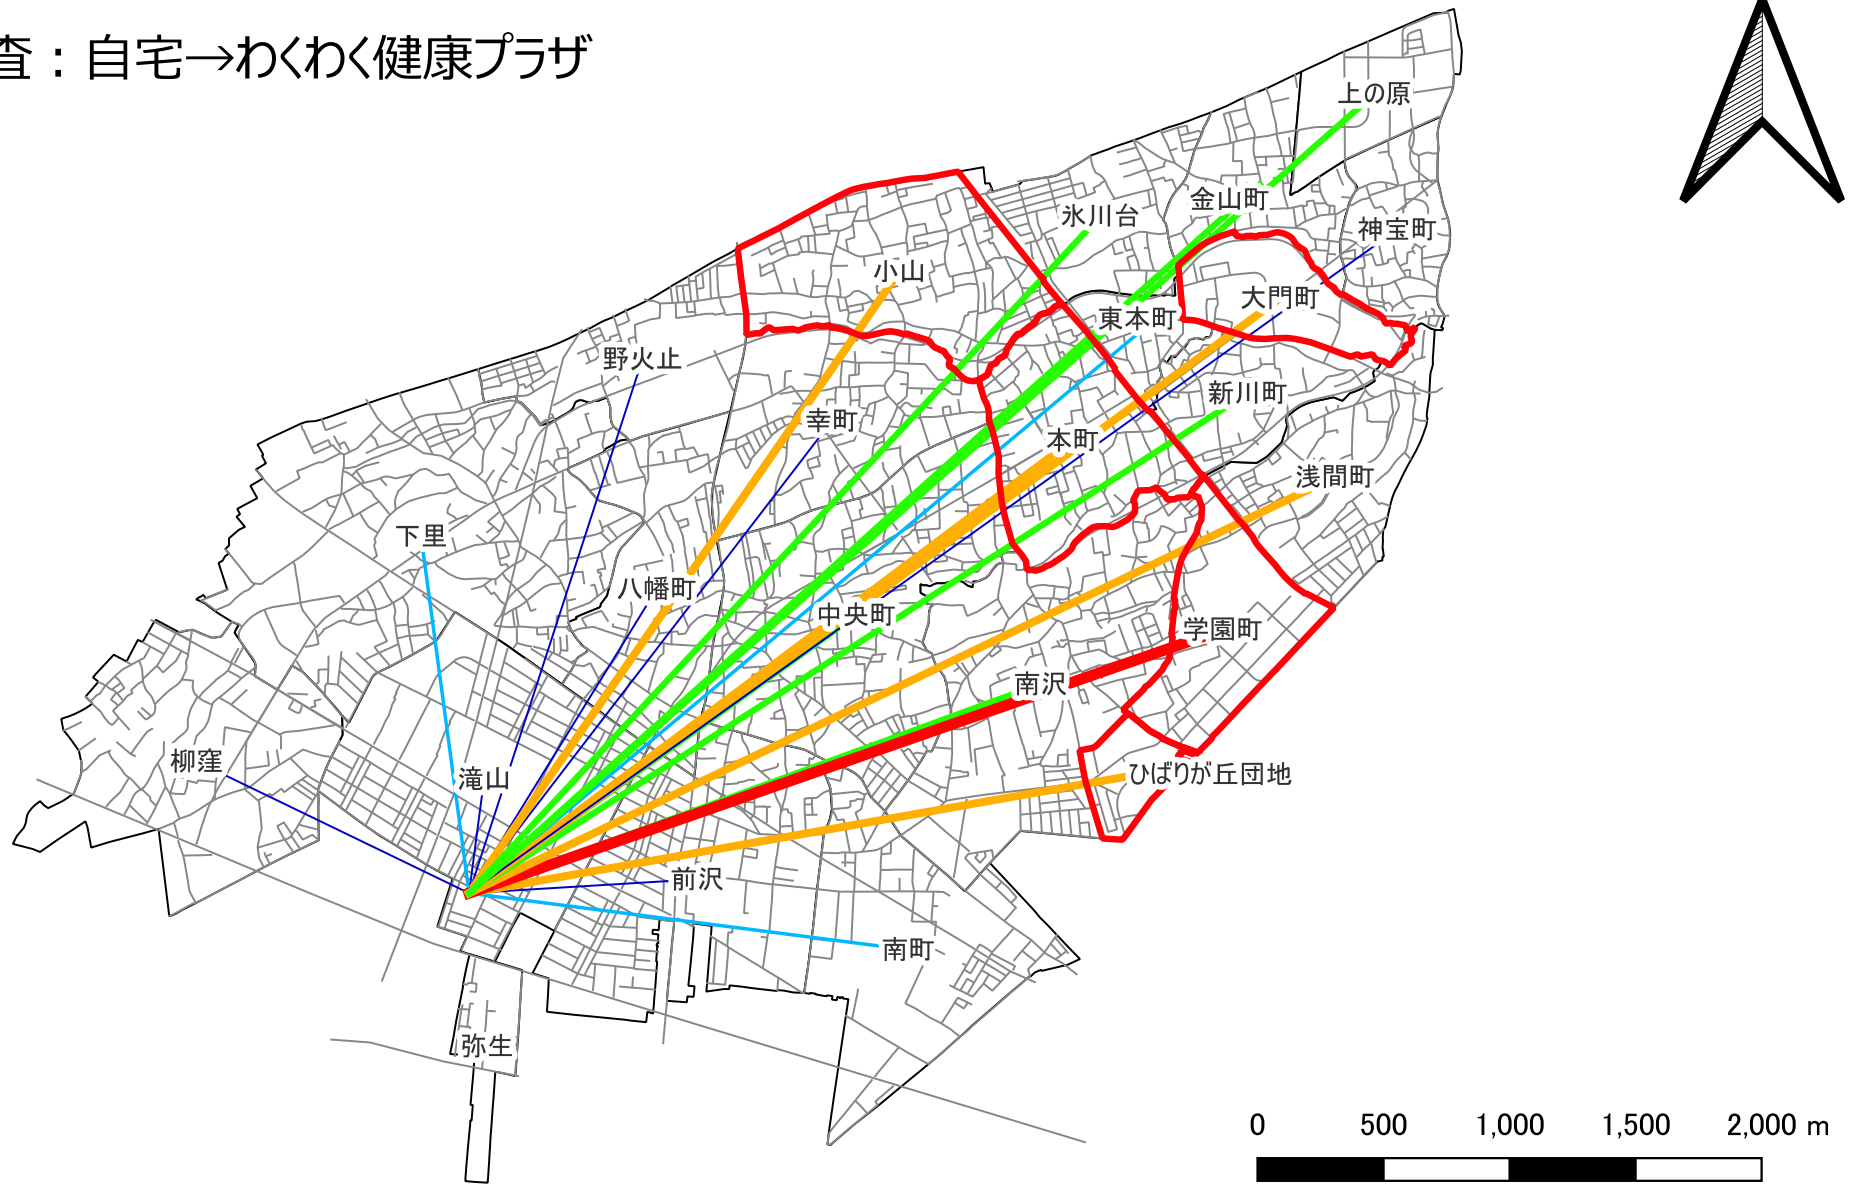 査：自宅→わくわく健康プラザ
上の原
金山町
氷川台
神宝町
小山
大門町
東本町
野火止
新川町
幸町
本町
浅間町
下里
八幡町
中央町
学園町
南沢
柳窪
滝山
ひばりが丘団地
前沢
南町
弥生
0 500 1,000 1,500 2,000 m